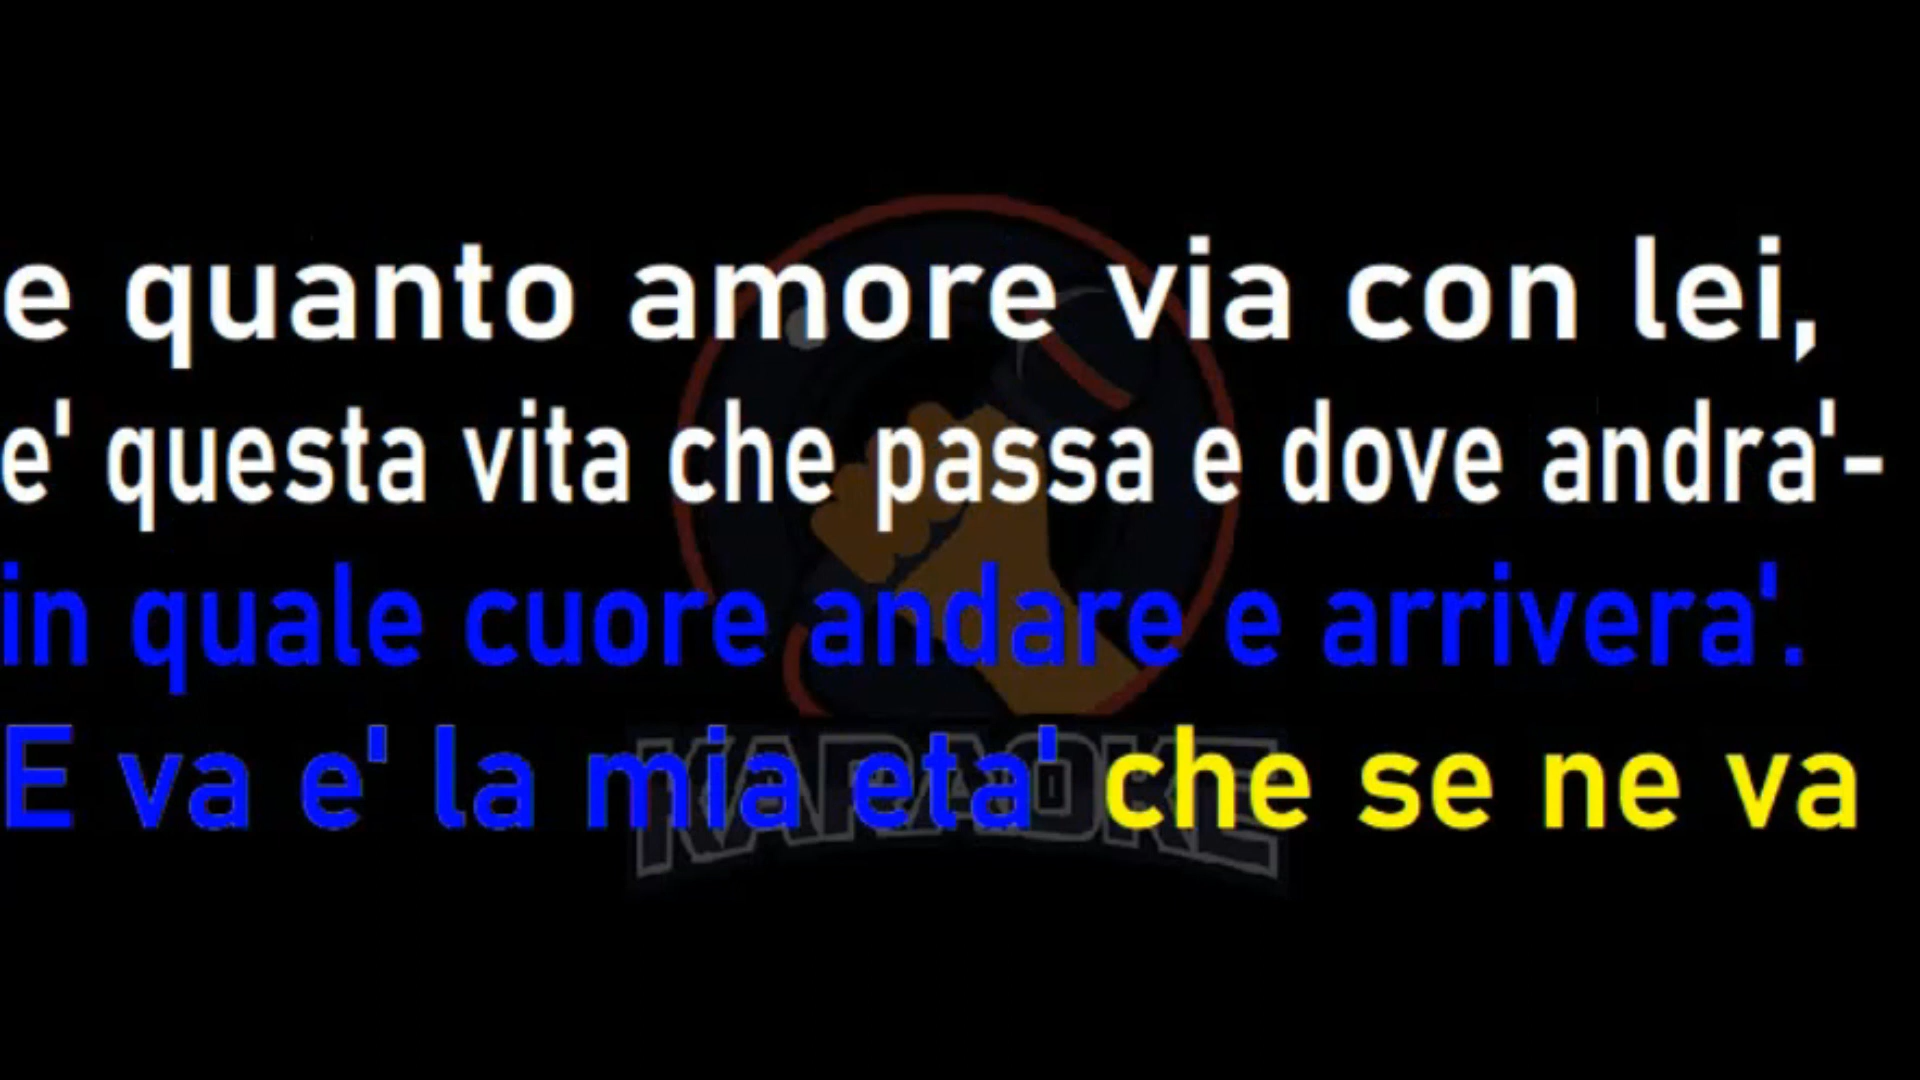 e quanto amore via con lei,
e' questa vita che passa e dove andra'-
in quale cuore andare e arrivera'.
E va e' la mia eta' che se ne va
KARAOKE